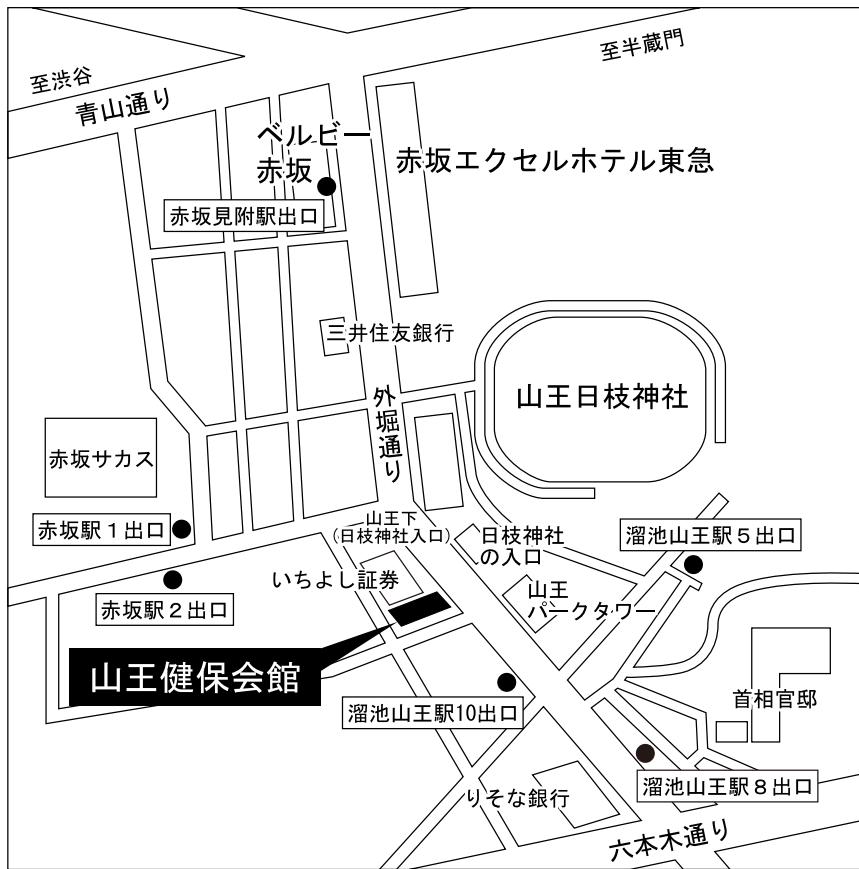 至半蔵門
至渋谷
青山通り
ベルビー
赤坂
赤坂エクセルホテル東急
赤坂見附駅出口
三井住友銀行
外堀通り
山王日枝神社
赤坂サカス
山王下
(日枝神社入口)
赤坂駅1出口
日枝神社
の入口
溜池山王駅5出口
いちよし証券
山王
パークタワー
赤坂駅2出口
山王健保会館
溜池山王駅10出口
首相官邸
溜池山王駅8出口
りそな銀行
六本木通り